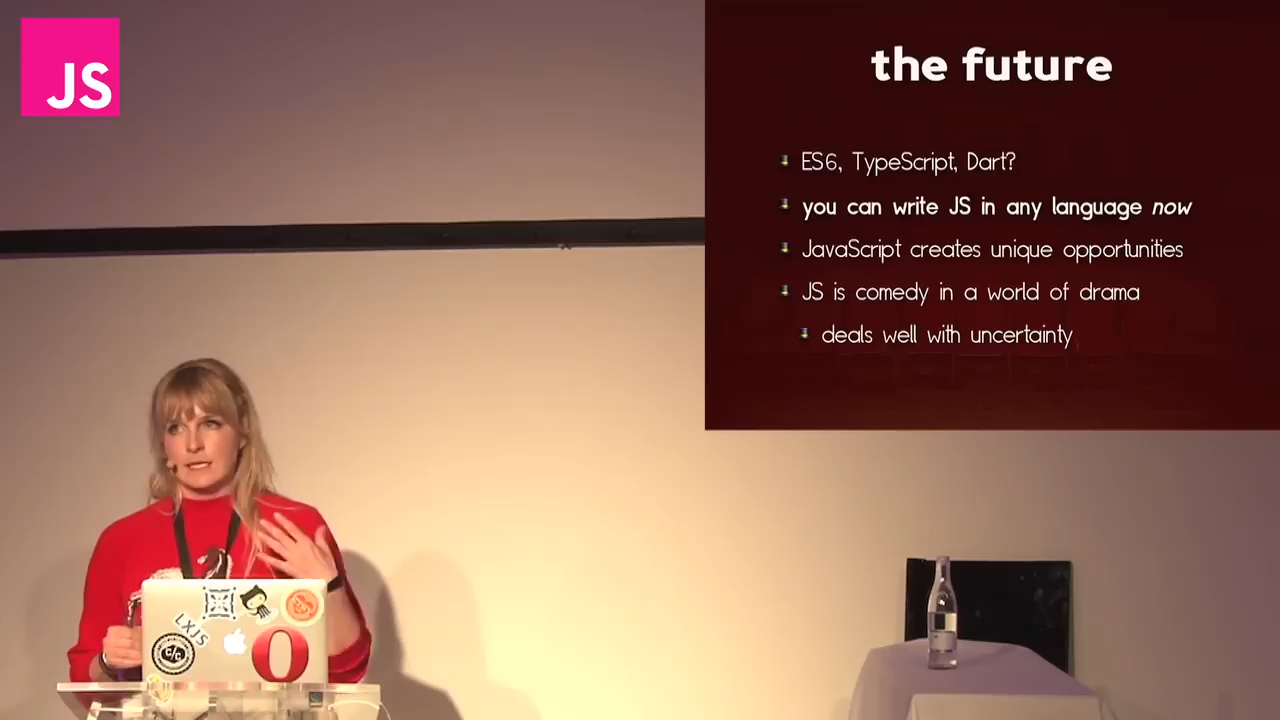 JS
the future
ES6, TypeScript, Dart?
you can write JS in any language now
JavaScript creates unique opportunities
JS is comedy in a world of drama
deals well with uncertainty
LXJS
C/C